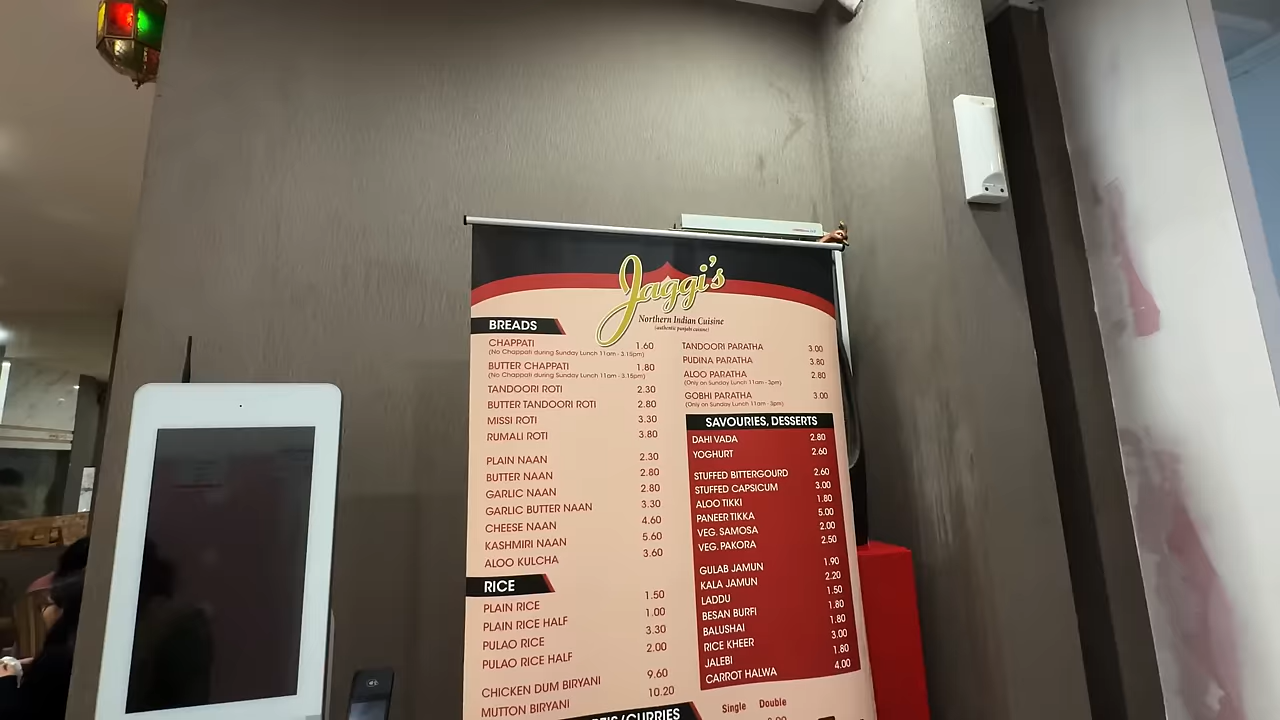 Jaggi's
Northern Indian Cuisine
(authentic punjabi cuisine)
BREADS
CHAPPATI 1.60
(No Chappati during Sunday Lunch 11am - 3.15pm)
BUTTER CHAPPATI 1.80
(No Chappati during Sunday Lunch 11am - 3.15pm)
TANDOORI ROTI 2.30
BUTTER TANDOORI ROTI 2.80
MISSI ROTI 3.30
RUMALI ROTI 3.80
PLAIN NAAN 2.30
BUTTER NAAN 2.80
GARLIC NAAN 2.80
GARLIC BUTTER NAAN 3.30
CHEESE NAAN 4.60
KASHMIRI NAAN 5.60
ALOO KULCHA 3.60
RICE
PLAIN RICE 1.50
PLAIN RICE HALF 1.00
PULAO RICE 3.30
PULAO RICE HALF 2.00
CHICKEN DUM BIRYANI 9.60
MUTTON BIRYANI 10.20
TANDOORI PARATHA 3.00
PUDINA PARATHA 3.80
ALOO PARATHA 2.80
(Only on Sunday Lunch 11am - 3pm)
GOBHI PARATHA 3.00
(Only on Sunday Lunch 11am - 3pm)
SAVOURIES, DESSERTS
DAHI VADA 2.80
YOGHURT 2.60
STUFFED BITTERGOURD 2.60
STUFFED CAPSICUM 3.00
ALOO TIKKI 1.80
PANEER TIKKA 5.00
VEG. SAMOSA 2.00
VEG. PAKORA 2.50
GULAB JAMUN 1.90
KALA JAMUN 2.20
LADDU 1.50
BESAN BURFI 1.80
BALUSHAI 1.80
RICE KHEER 3.00
JALEBI 1.80
CARROT HALWA 4.00
/CURRIES
Single Double